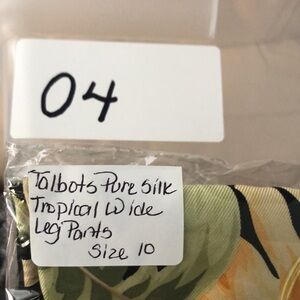 04
Talbots Pure Silk
Tropical Wide
Leg Pants
Size 10